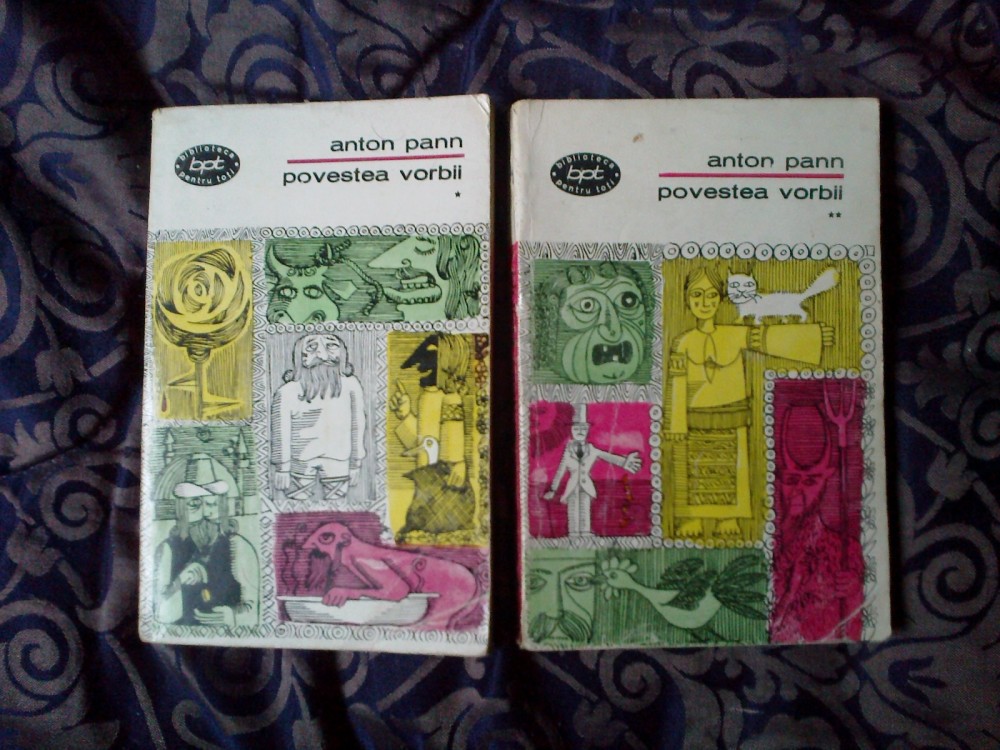 biblioteca
bpt
pentru toți
anton pann
povestea vorbii
*
biblioteca
bpt
pentru toți
anton pann
povestea vorbii
**